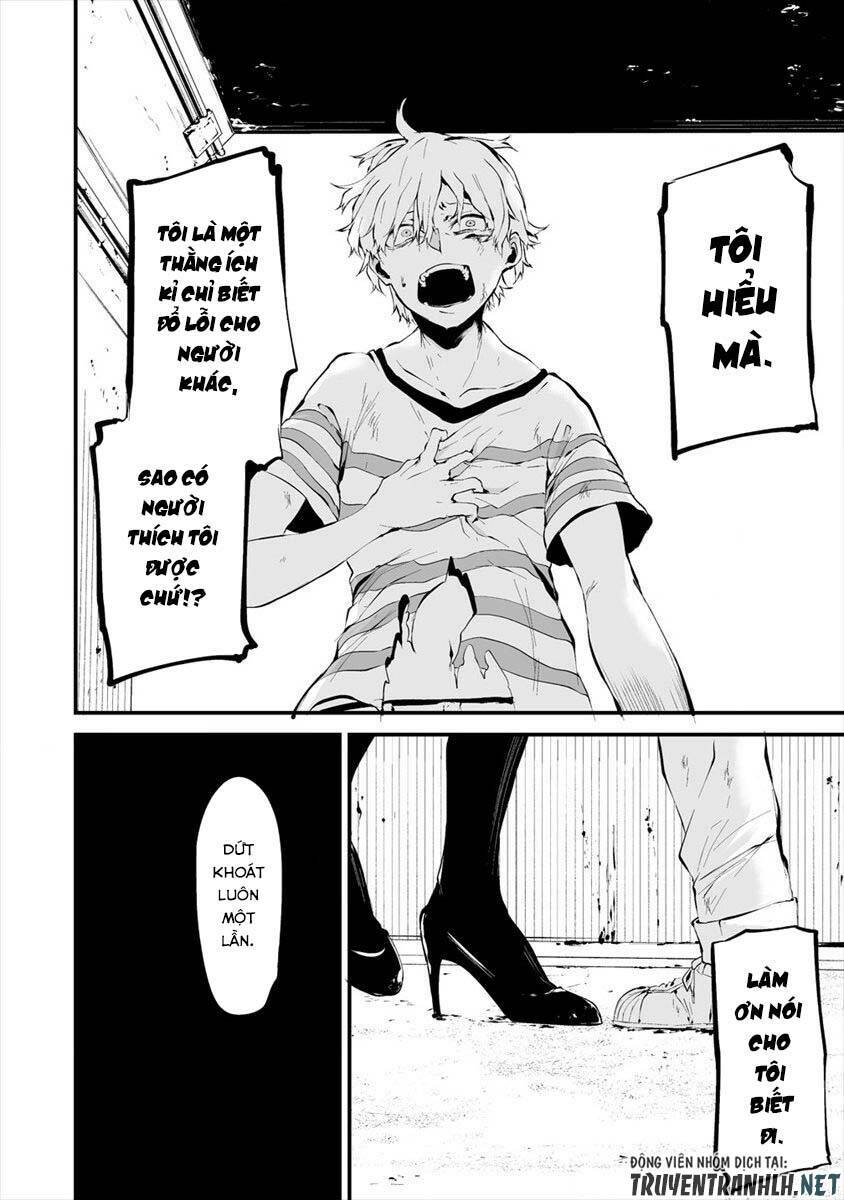 TÔI
HIỂU
MÀ.
TÔI LÀ MỘT
THẰNG ÍCH
KỈ CHỈ BIẾT
ĐỔ LỖI CHO
NGƯỜI
KHÁC,
SAO CÓ
NGƯỜI
THÍCH TÔI
ĐƯỢC
CHỨ!?
LÀM
ƠN NÓI
CHO
TÔI
BIẾT
ĐI.
DỨT
KHOÁT
LUÔN
MỘT
LẦN.
ĐỘNG VIÊN NHÓM DỊCH TẠI:
TRUYENTRANHLH.NET